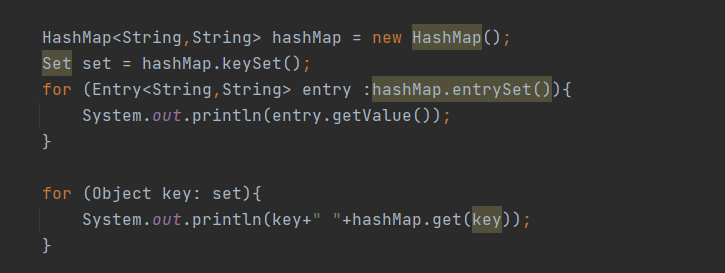 HashMap<String,String> hashMap = new HashMap();
Set set = hashMap.keySet();
for (Entry<String,String> entry :hashMap.entrySet()){
    System.out.println(entry.getValue());
}

for (Object key: set){
    System.out.println(key+" "+hashMap.get(key));
}